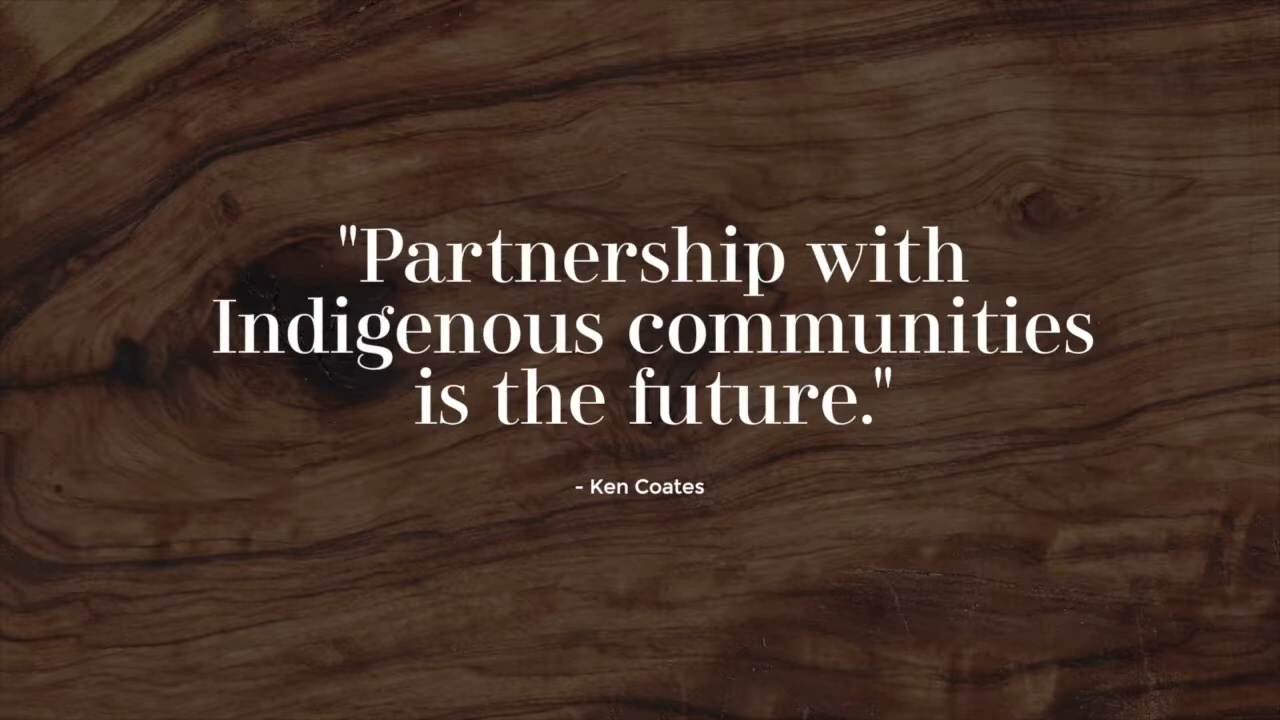 "Partnership with
Indigenous communities
is the future."
- Ken Coates